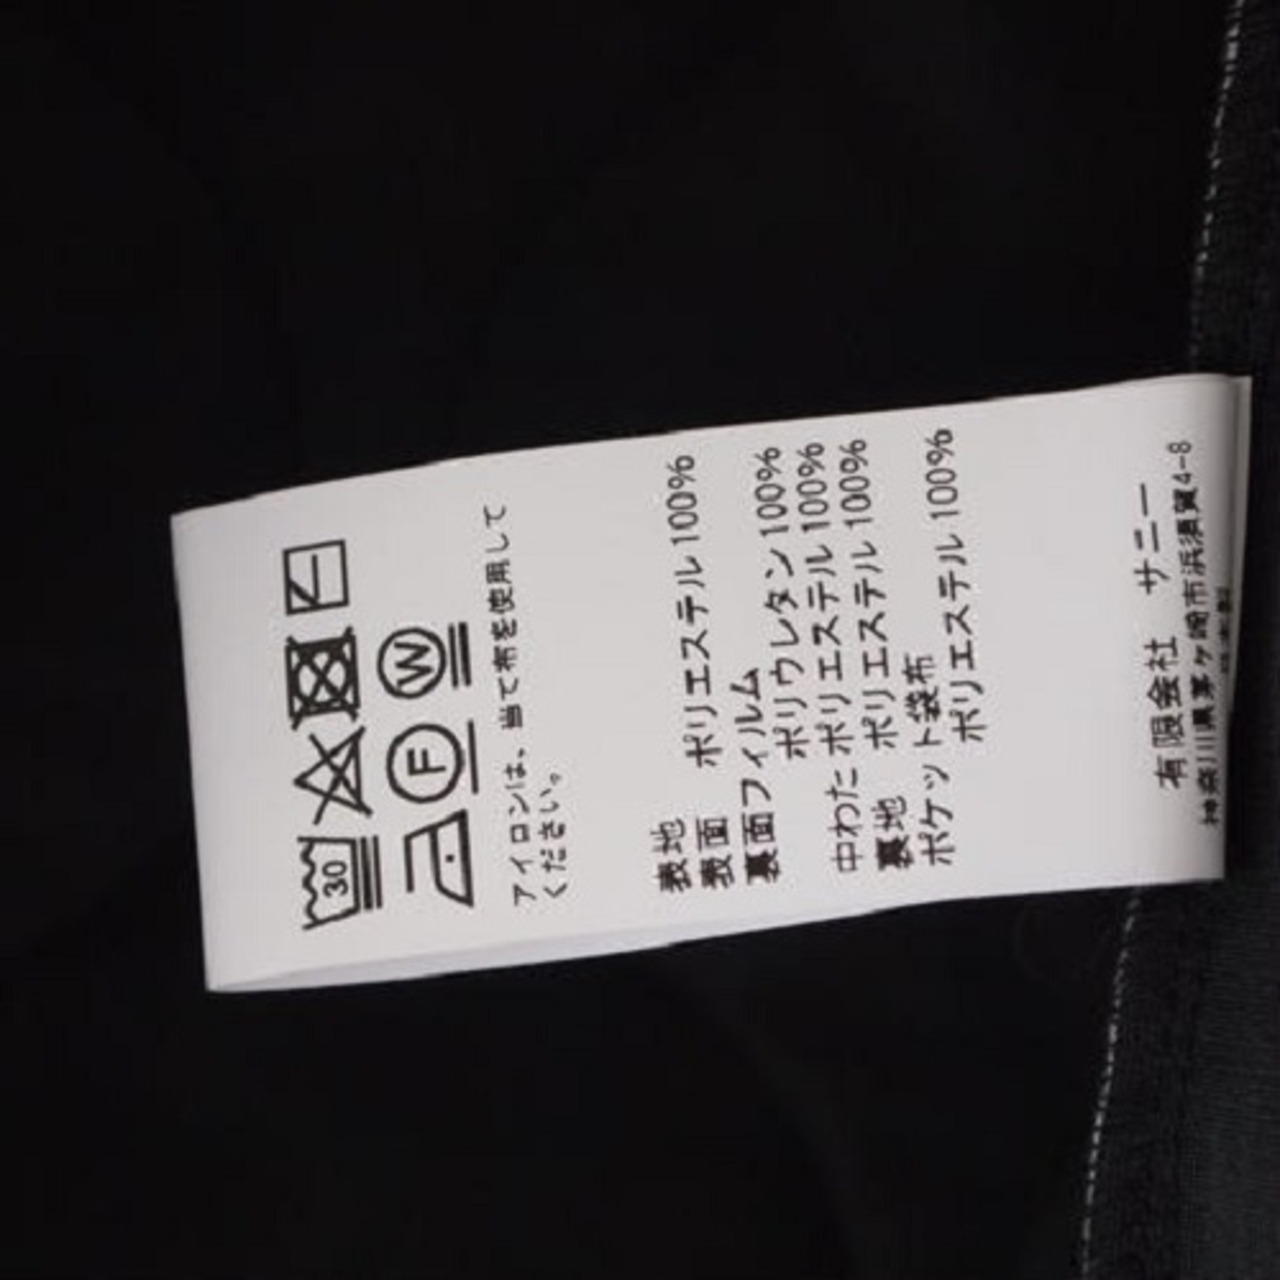 30
F W
アイロンは、当て布を使用して
ください。
表地
表面 ポリエステル 100%
裏面フィルム
ポリウレタン 100%
中わた ポリエステル 100%
裏地 ポリエステル 100%
ポケット袋布
ポリエステル 100%
有限会社 サニー
神奈川県茅ヶ崎市浜須賀4-8